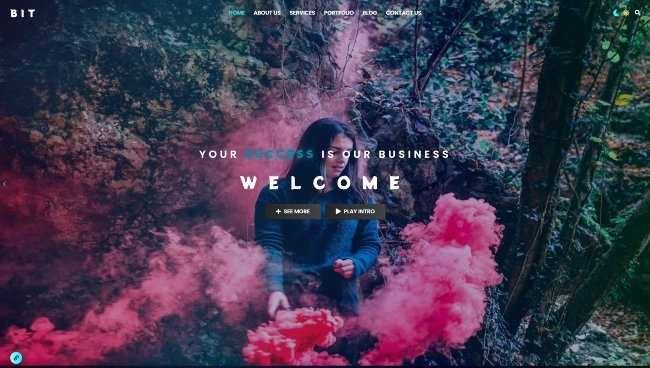 BIT
HOME ABOUT US SERVICES PORTFOLIO BLOG CONTACT US
YOUR SUCCESS IS OUR BUSINESS
WELCOME
SEE MORE PLAY INTRO